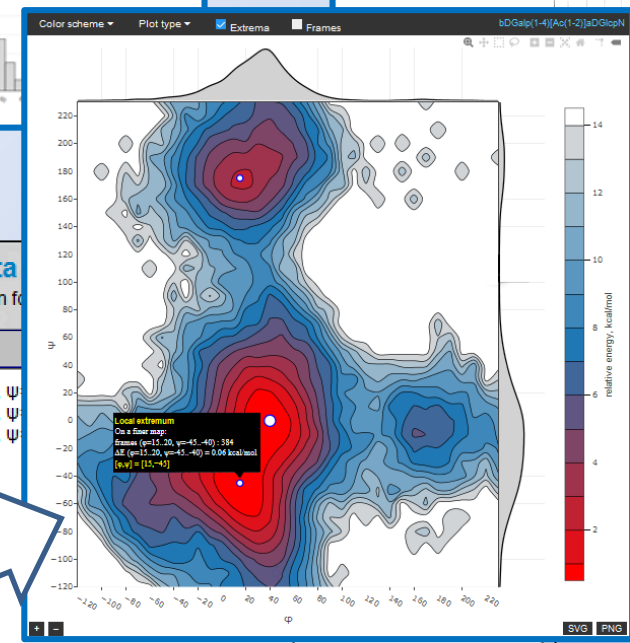 Color scheme Plot type Extrema Frames bDGalp(1-4)[Ac(1-2)]aDGlcpN
220
200
180
160
140
120
100
80
60
40
20
0
−20
−40
−60
−80
−100
−120
ψ
−120 −100 −80 −60 −40 −20 0 20 40 60 80 100 120 140 160 180 200 220
φ
Local extremum
On a finer map:
frames (φ=15..20, ψ=-45..-40) : 384
ΔE (φ=15..20, ψ=-45..-40) = 0.06 kcal/mol
[φ,ψ] = [15,−45]
14
12
10
8
6
4
2
relative energy, kcal/mol
+ − SVG PNG
ta
n fo
ψ=
ψ=
ψ=